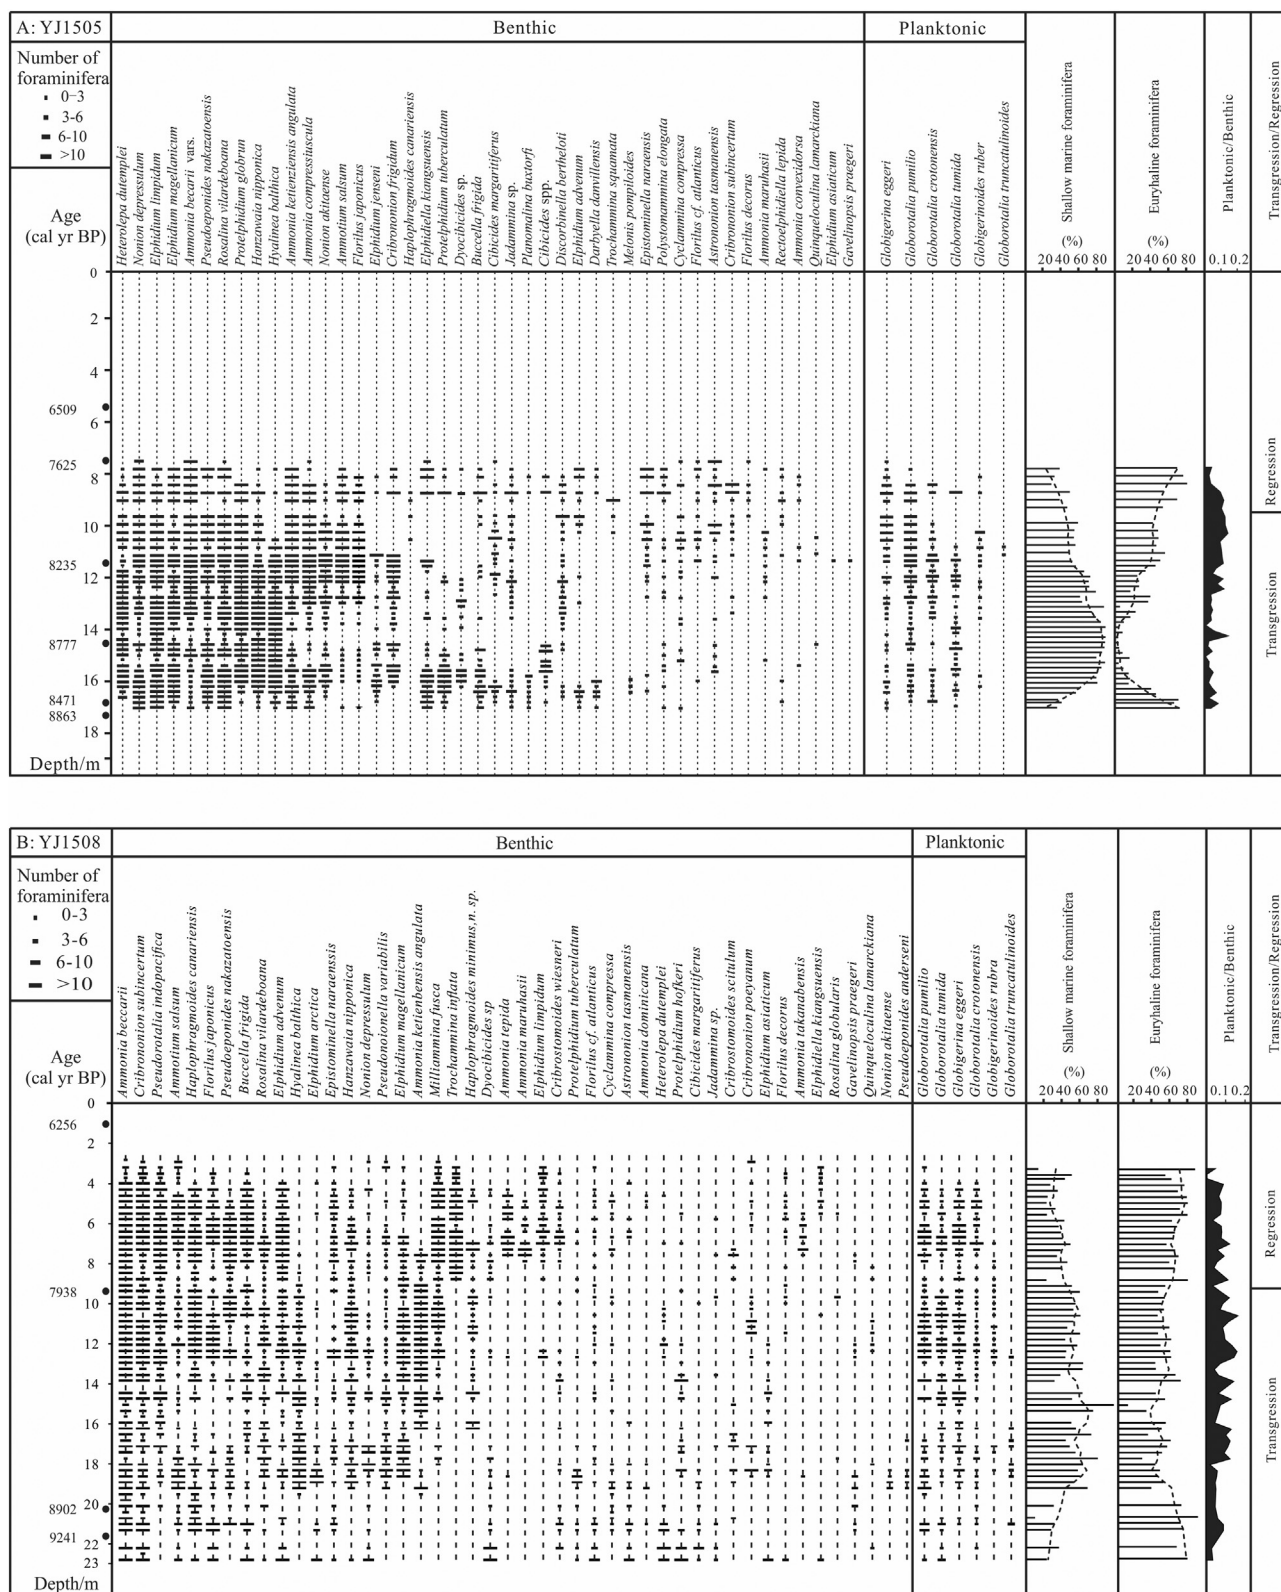 A: YJ1505
Benthic
Planktonic
Number of
foraminifera
0-3
3-6
6-10
>10
Age
(cal yr BP)
Heterolepa dutemplei
Nonion depressulum
Elphidium limpidum
Elphidium magellanicum
Ammonia becarii vars.
Pseudoeponides nakazatoensis
Rosalina vilardeboana
Protelphidium globrun
Hanzawaia nipponica
Hyalinea balthica
Ammonia ketienziensis angulata
Ammonia compressiuscula
Nonion akitaense
Ammotium salsum
Florilus japonicus
Elphidium jenseni
Cribronion frigidum
Haplophragmoides canariensis
Elphidiella kiangsuensis
Protelphidium tuberculatum
Dyocibicides sp.
Buccella frigida
Cibicides margaritiferus
Jadammina sp.
Planomalina buxtorfi
Cibicides spp.
Discorbinella bertheloti
Elphidium advenum
Darbyella danvillensis
Trochammina squamata
Melonis pompiloides
Epistominella naraensis
Polystomammina elongata
Cyclammina compressa
Florilus cf. atlanticus
Astronion tasmanensis
Cribronion subincertum
Florilus decorus
Ammonia maruhasii
Rectoelphidiella lepida
Ammonia convexidorsa
Quinqueloculina lamarckiana
Elphidium asiaticum
Gavelinopsis praegeri
Globigerina eggeri
Globorotalia pumilio
Globorotalia crotonensis
Globorotalia tumida
Globigerinoides ruber
Globorotalia truncatulinoides
Shallow marine foraminifera
(%)
20 40 60 80
Euryhaline foraminifera
(%)
20 40 60 80
Planktonic/Benthic
0.1 0.2
Transgression/Regression
0
2
4
6509
6
7625
8
10
8235
12
14
8777
16
8471
8863
18
Depth/m
Regression
Transgression
B: YJ1508
Benthic
Planktonic
Number of
foraminifera
0-3
3-6
6-10
>10
Age
(cal yr BP)
Ammonia beccarii
Cribronion subincertum
Pseudorotalia indopacifica
Ammotium salsum
Haplophragmoides canariensis
Florilus japonicus
Pseudoeponides nakazatoensis
Buccella frigida
Rosalina vilardeboana
Elphidium advenum
Hyalinea balthica
Elphidium arctica
Epistominella naraensis
Hanzawaia nipponica
Nonion depressulum
Pseudononionella variabilis
Elphidium magellanicum
Ammonia ketienbensis angulata
Milliammina fusca
Trochammina inflata
Haplophragmoides minimus,n. sp.
Dyocibicides sp
Ammonia tepida
Ammonia maruhasii
Elphidium limpidum
Cribrostomoides wiesneri
Protelphidium tuberculatum
Florilus cf. atlanticus
Cyclammina compressa
Astrononion tasmanensis
Ammonia dominicana
Heterolepa dutemplei
Protelphidium hofkeri
Cibicides margaritiferus
Jadammina sp.
Cribrostomoides scitulum
Cribrononion poeyanum
Elphidium asiaticum
Florilus decorus
Ammonia takanabensis
Elphidiella kiangsuensis
Rosalina globularis
Gavelinopsis praegeri
Quinqueloculina lamarckiana
Nonion akitaense
Pseudoeponides anderseni
Globorotalia pumilio
Globorotalia tumida
Globigerina eggeri
Globorotalia crotonensis
Globigerinoides rubra
Globorotalia truncatulinoides
Shallow marine foraminifera
(%)
20 40 60 80
Euryhaline foraminifera
(%)
20 40 60 80
Planktonic/Benthic
0.1 0.2
Transgression/Regression
0
6256
2
4
6
8
7938
10
12
14
16
18
20
8902
9241
22
23
Depth/m
Regression
Transgression